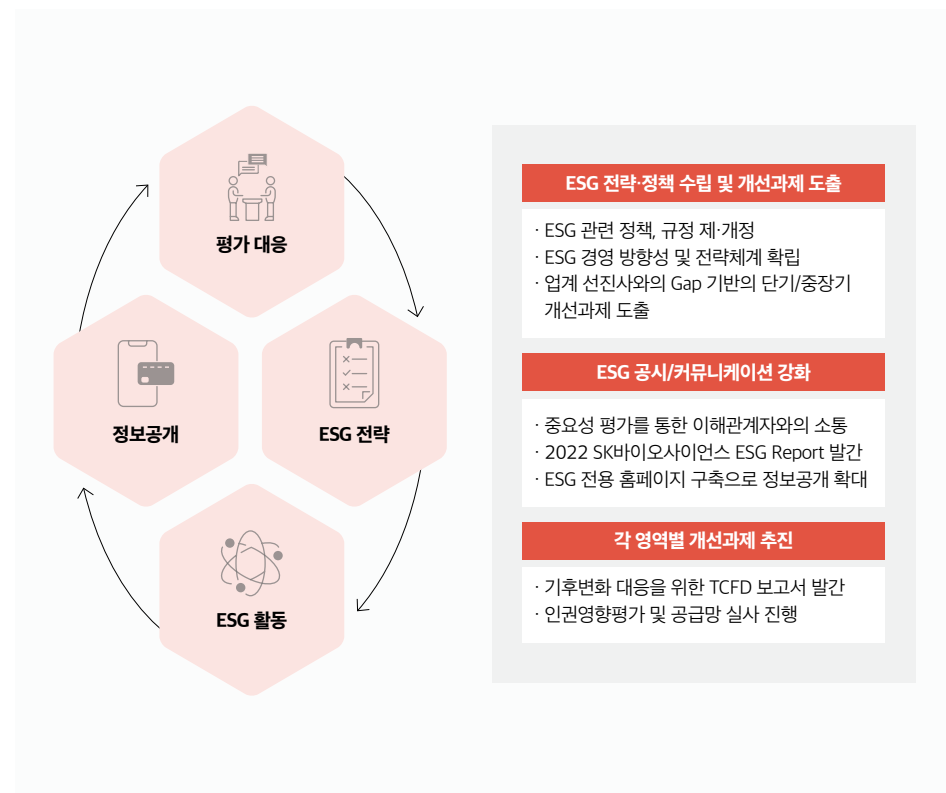 평가 대응
정보공개
ESG 전략
ESG 활동
ESG 전략·정책 수립 및 개선과제 도출
· ESG 관련 정책, 규정 제·개정
· ESG 경영 방향성 및 전략체계 확립
· 업계 선진사와의 Gap 기반의 단기/중장기
개선과제 도출
ESG 공시/커뮤니케이션 강화
· 중요성 평가를 통한 이해관계자와의 소통
· 2022 SK바이오사이언스 ESG Report 발간
· ESG 전용 홈페이지 구축으로 정보공개 확대
각 영역별 개선과제 추진
· 기후변화 대응을 위한 TCFD 보고서 발간
· 인권영향평가 및 공급망 실사 진행